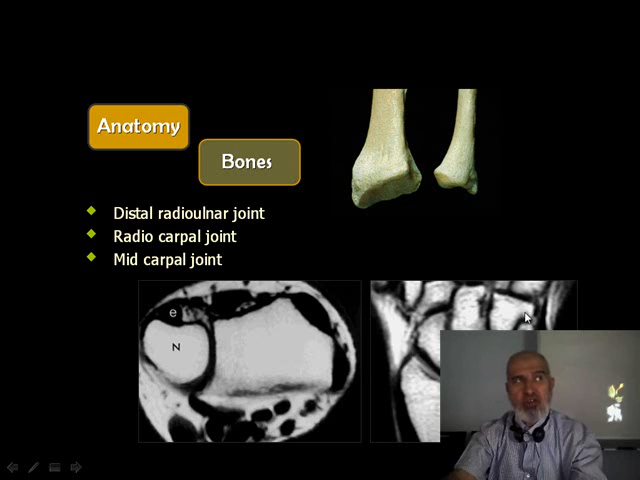 Anatomy
Bones
Distal radioulnar joint
Radio carpal joint
Mid carpal joint
e
N